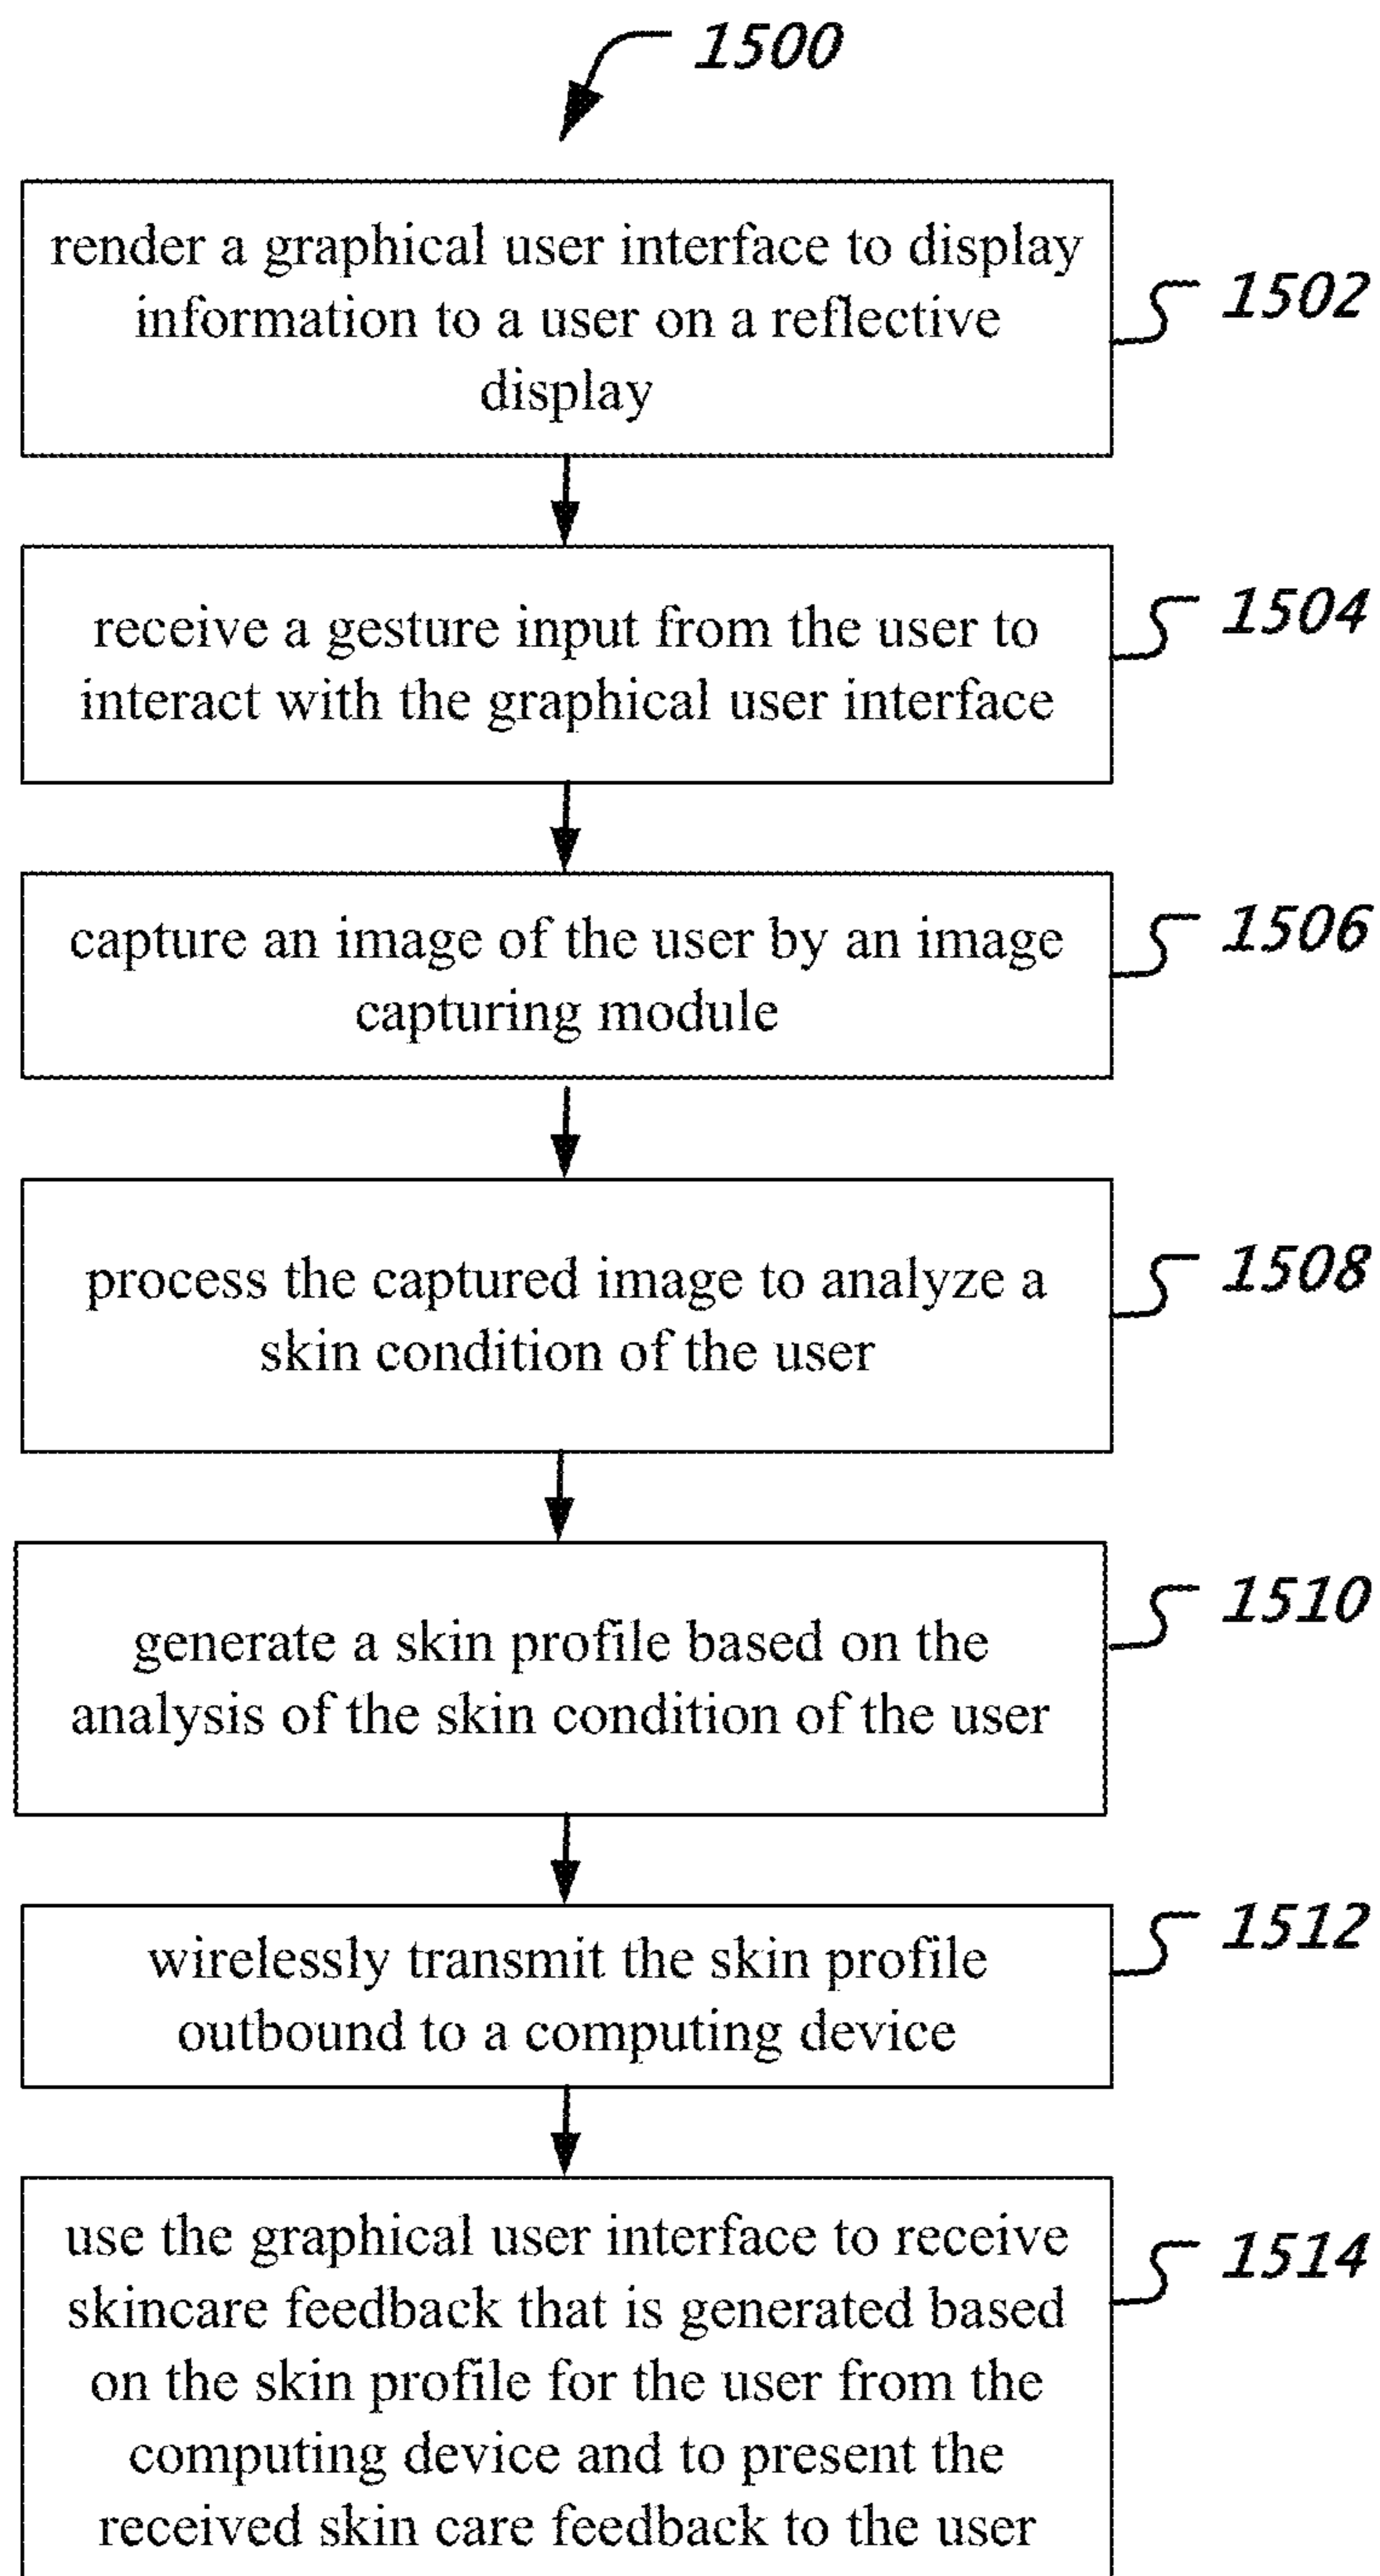 1500
render a graphical user interface to display
information to a user on a reflective
display
1502
receive a gesture input from the user to
interact with the graphical user interface
1504
capture an image of the user by an image
capturing module
1506
process the captured image to analyze a
skin condition of the user
1508
generate a skin profile based on the
analysis of the skin condition of the user
1510
wirelessly transmit the skin profile
outbound to a computing device
1512
use the graphical user interface to receive
skincare feedback that is generated based
on the skin profile for the user from the
computing device and to present the
received skin care feedback to the user
1514